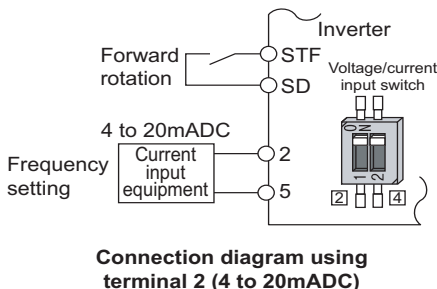 Inverter
Forward
rotation
STF
SD
Voltage/current
input switch
4 to 20mADC
Frequency
setting
Current
input
equipment
2
5
ON
1 2
2 4
Connection diagram using
terminal 2 (4 to 20mADC)